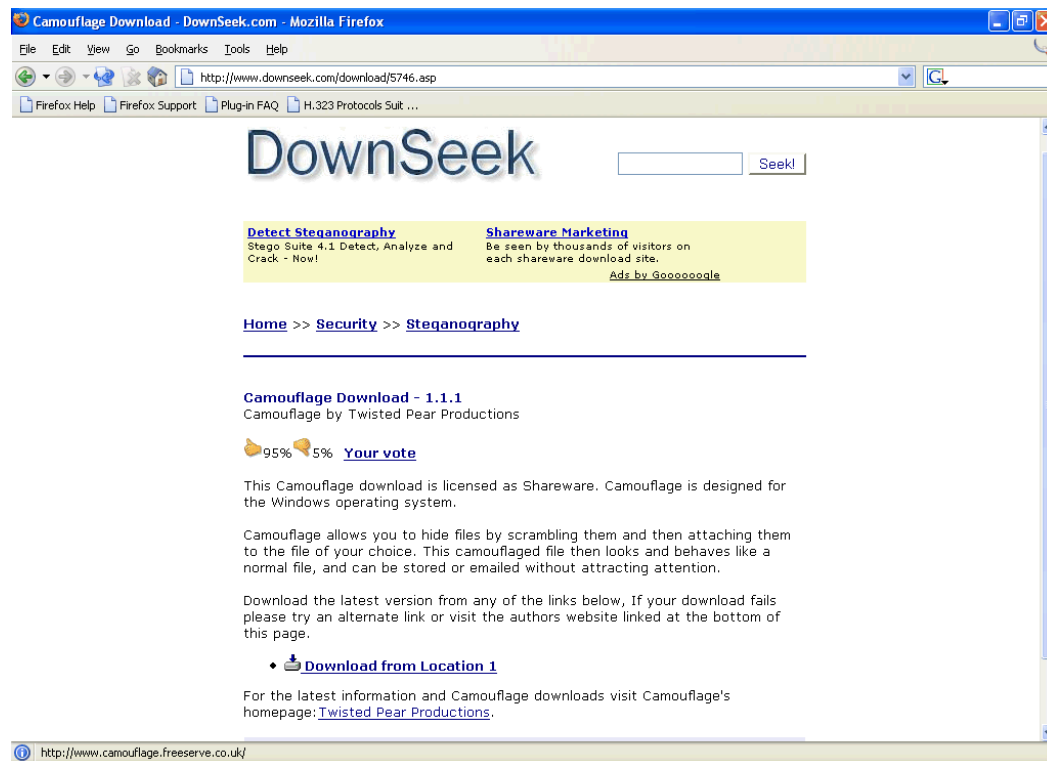 Camouflage Download - DownSeek.com - Mozilla Firefox
File Edit View Go Bookmarks Tools Help
http://www.downseek.com/download/5746.asp
G
Firefox Help Firefox Support Plug-in FAQ H.323 Protocols Suit ...
DownSeek
Seek!
Detect Steganography
Stego Suite 4.1 Detect, Analyze and
Crack - Now!
Shareware Marketing
Be seen by thousands of visitors on
each shareware download site.
Ads by Goooooogle
Home >> Security >> Steganography
Camouflage Download - 1.1.1
Camouflage by Twisted Pear Productions
95% 5% Your vote
This Camouflage download is licensed as Shareware. Camouflage is designed for
the Windows operating system.
Camouflage allows you to hide files by scrambling them and then attaching them
to the file of your choice. This camouflaged file then looks and behaves like a
normal file, and can be stored or emailed without attracting attention.
Download the latest version from any of the links below, If your download fails
please try an alternate link or visit the authors website linked at the bottom of
this page.
Download from Location 1
For the latest information and Camouflage downloads visit Camouflage's
homepage: Twisted Pear Productions.
http://www.camouflage.freeserve.co.uk/